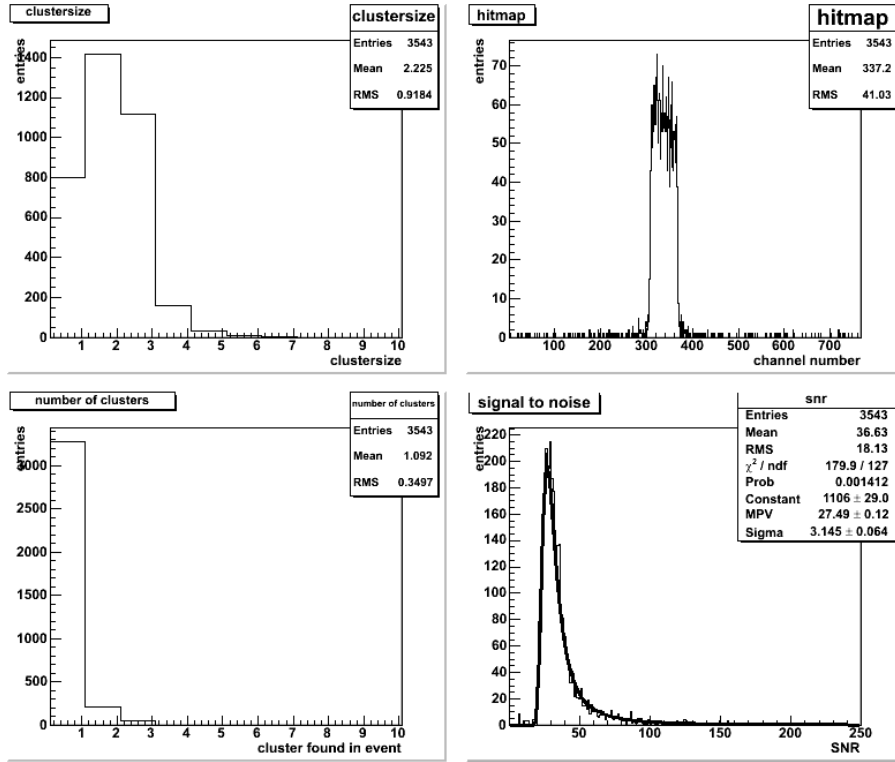 clustersize
clustersize
Entries 3543
Mean 2.225
RMS 0.9184
entries
1400
1200
1000
800
600
400
200
0
1 2 3 4 5 6 7 8 9 10
clustersize
hitmap
hitmap
Entries 3543
Mean 337.2
RMS 41.03
entries
70
60
50
40
30
20
10
0
100 200 300 400 500 600 700
channel number
number of clusters
number of clusters
Entries 3543
Mean 1.092
RMS 0.3497
entries
3000
2500
2000
1500
1000
500
0
1 2 3 4 5 6 7 8 9 10
cluster found in event
signal to noise
snr
Entries 3543
Mean 36.63
RMS 18.13
χ² / ndf 179.9 / 127
Prob 0.001412
Constant 1106 ± 29.0
MPV 27.49 ± 0.12
Sigma 3.145 ± 0.064
entries
220
200
180
160
140
120
100
80
60
40
20
0
50 100 150 200 250
SNR